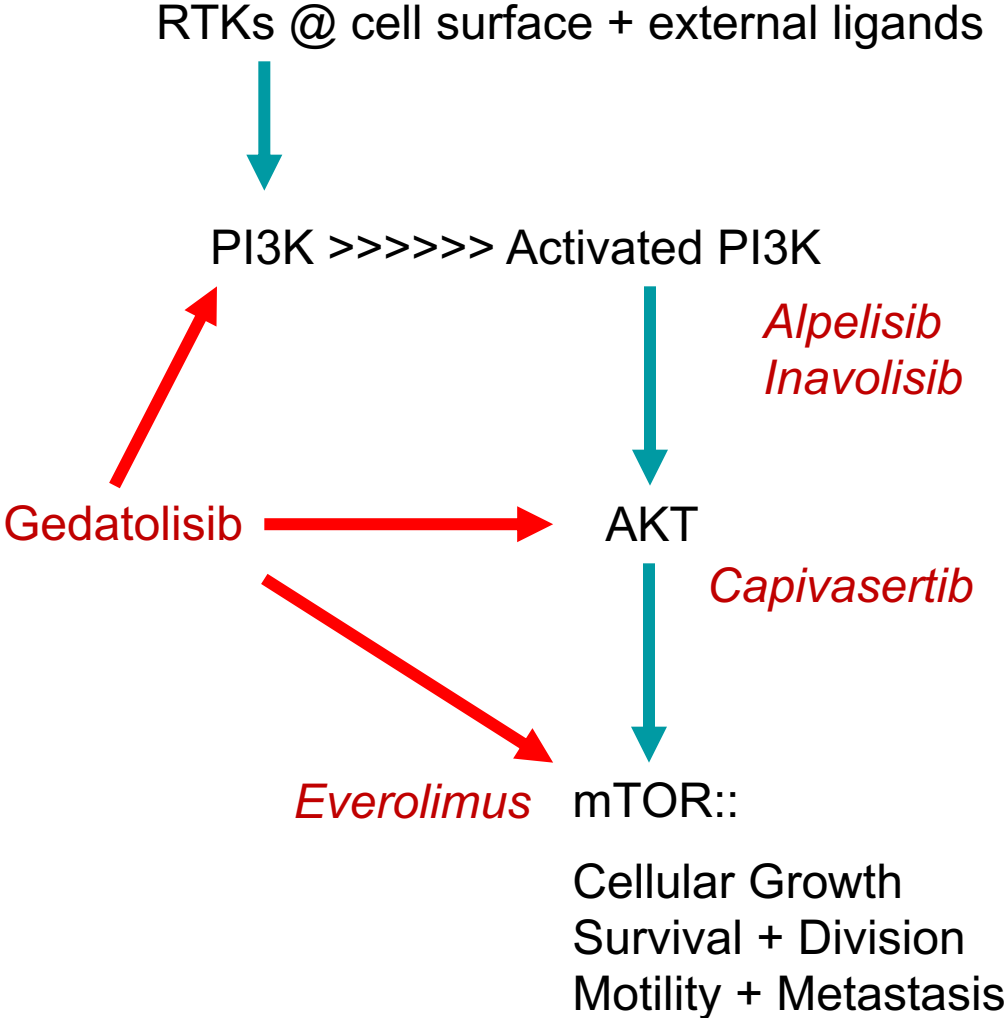 RTKs @ cell surface + external ligands
PI3K >>>>>> Activated PI3K
Alpelisib
Inavolisib
Gedatolisib
AKT
Capivasertib
Everolimus
mTOR::
Cellular Growth
Survival + Division
Motility + Metastasis